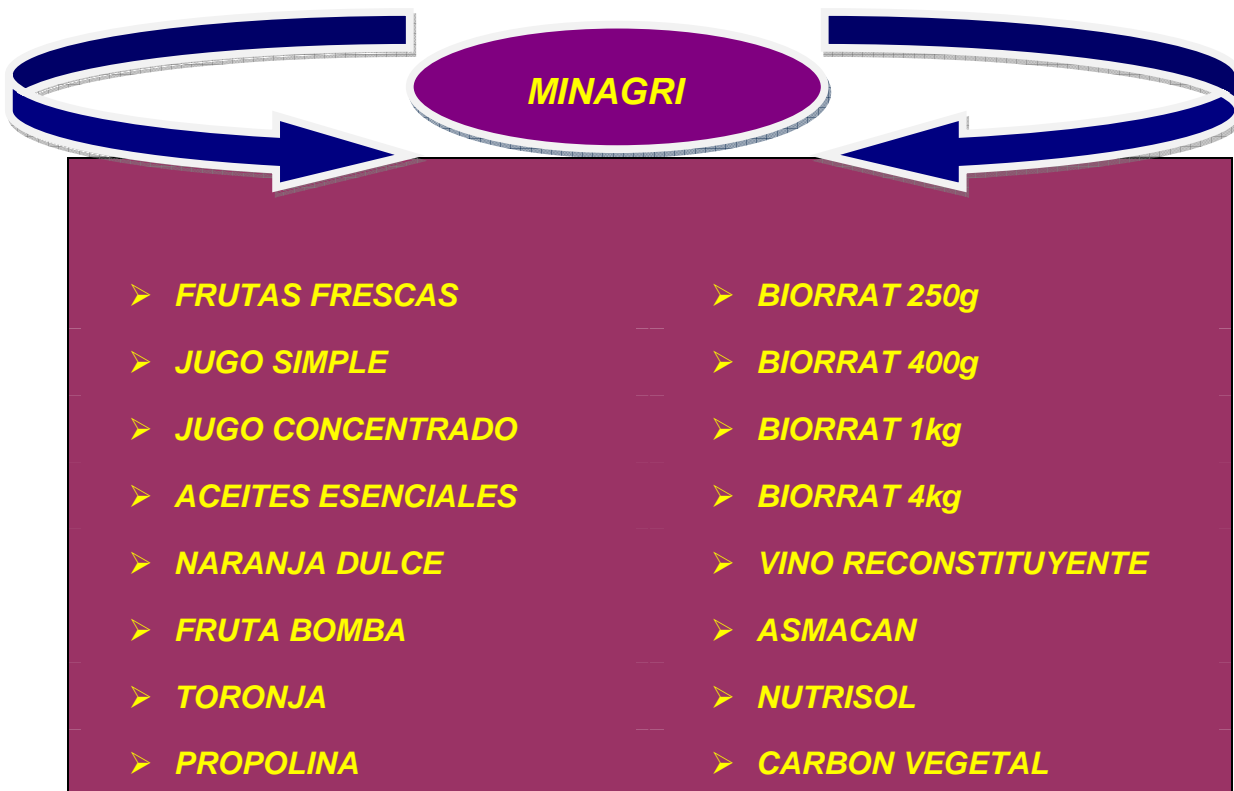 MINAGRI
FRUTAS FRESCAS
JUGO SIMPLE
JUGO CONCENTRADO
ACEITES ESENCIALES
NARANJA DULCE
FRUTA BOMBA
TORONJA
PROPOLINA
BIORRAT 250g
BIORRAT 400g
BIORRAT 1kg
BIORRAT 4kg
VINO RECONSTITUYENTE
ASMACAN
NUTRISOL
CARBON VEGETAL